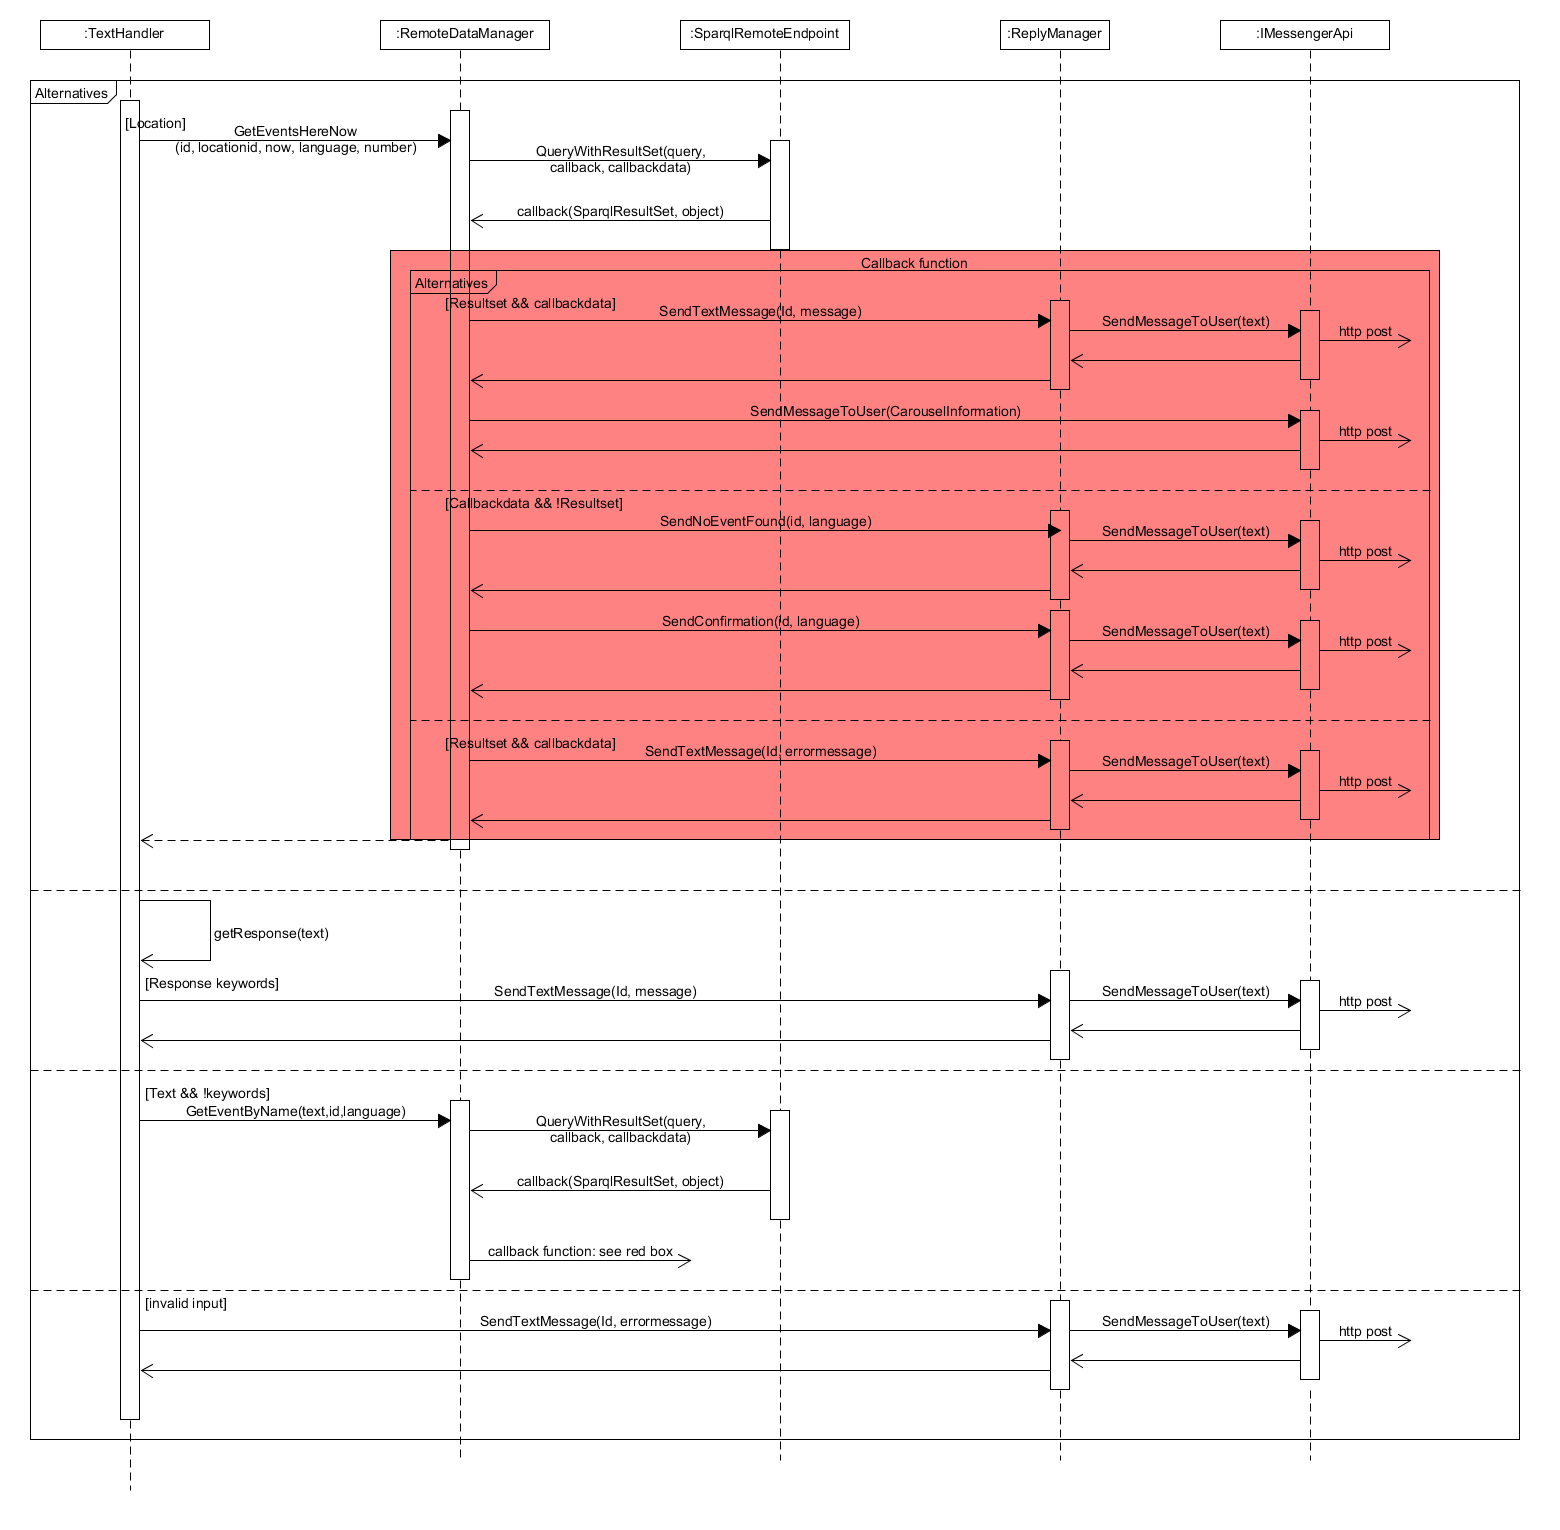 :TextHandler
:RemoteDataManager
:SparqlRemoteEndpoint
:ReplyManager
:IMessengerApi
Alternatives
[Location]
GetEventsHereNow
(id, locationid, now, language, number)
QueryWithResultSet(query,
callback, callbackdata)
callback(SparqlResultSet, object)
Callback function
Alternatives
[Resultset && callbackdata]
SendTextMessage(Id, message)
SendMessageToUser(text)
http post
SendMessageToUser(CarouselInformation)
http post
[Callbackdata && !Resultset]
SendNoEventFound(id, language)
SendMessageToUser(text)
http post
SendConfirmation(id, language)
SendMessageToUser(text)
http post
[Resultset && callbackdata]
SendTextMessage(Id, errormessage)
SendMessageToUser(text)
http post
getResponse(text)
[Response keywords]
SendTextMessage(Id, message)
SendMessageToUser(text)
http post
[Text && !keywords]
GetEventByName(text,id,language)
QueryWithResultSet(query,
callback, callbackdata)
callback(SparqlResultSet, object)
callback function: see red box
[invalid input]
SendTextMessage(Id, errormessage)
SendMessageToUser(text)
http post